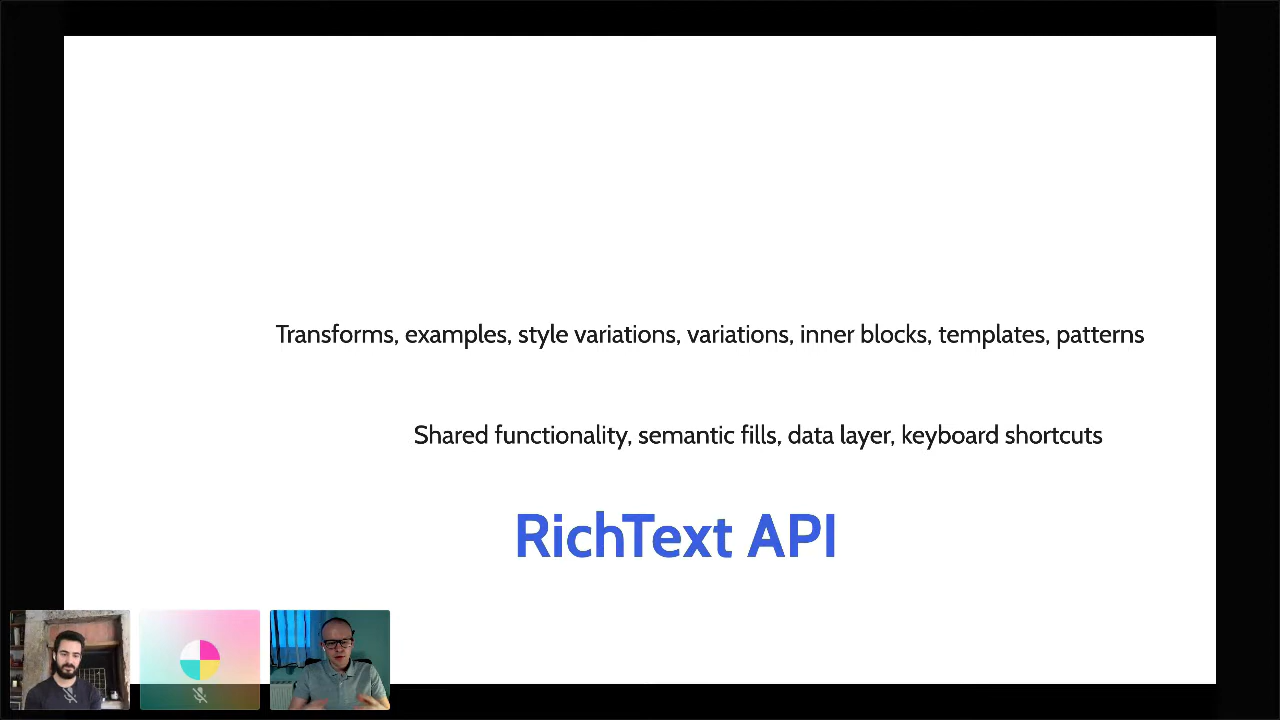 Transforms, examples, style variations, variations, inner blocks, templates, patterns
Shared functionality, semantic fills, data layer, keyboard shortcuts
RichText API